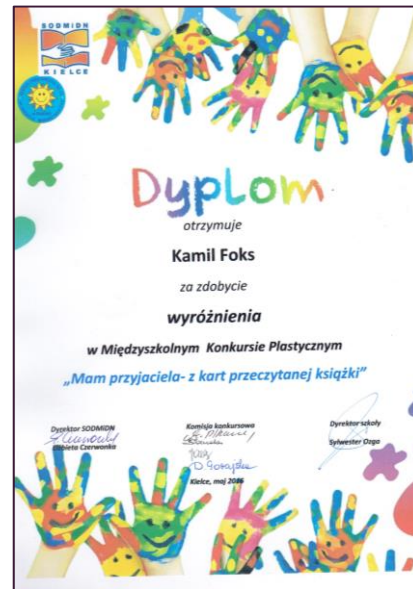 SODMiDN
KIELCE
Dyplom
otrzymuje
Kamil Foks
za zdobycie
wyróżnienia
w Międzyszkolnym Konkursie Plastycznym
„Mam przyjaciela- z kart przeczytanej książki"
Dyrektor SODMiDN
Elżbieta Czerwonka
Komisja konkursowa
Dyrektor szkoły
Sylwester Ozga
Kielce, maj